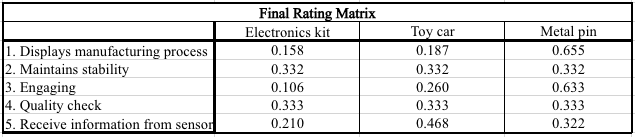 Final Rating Matrix
Electronics kit Toy car Metal pin
1. Displays manufacturing process 0.158 0.187 0.655
2. Maintains stability 0.332 0.332 0.332
3. Engaging 0.106 0.260 0.633
4. Quality check 0.333 0.333 0.333
5. Receive information from sensor 0.210 0.468 0.322